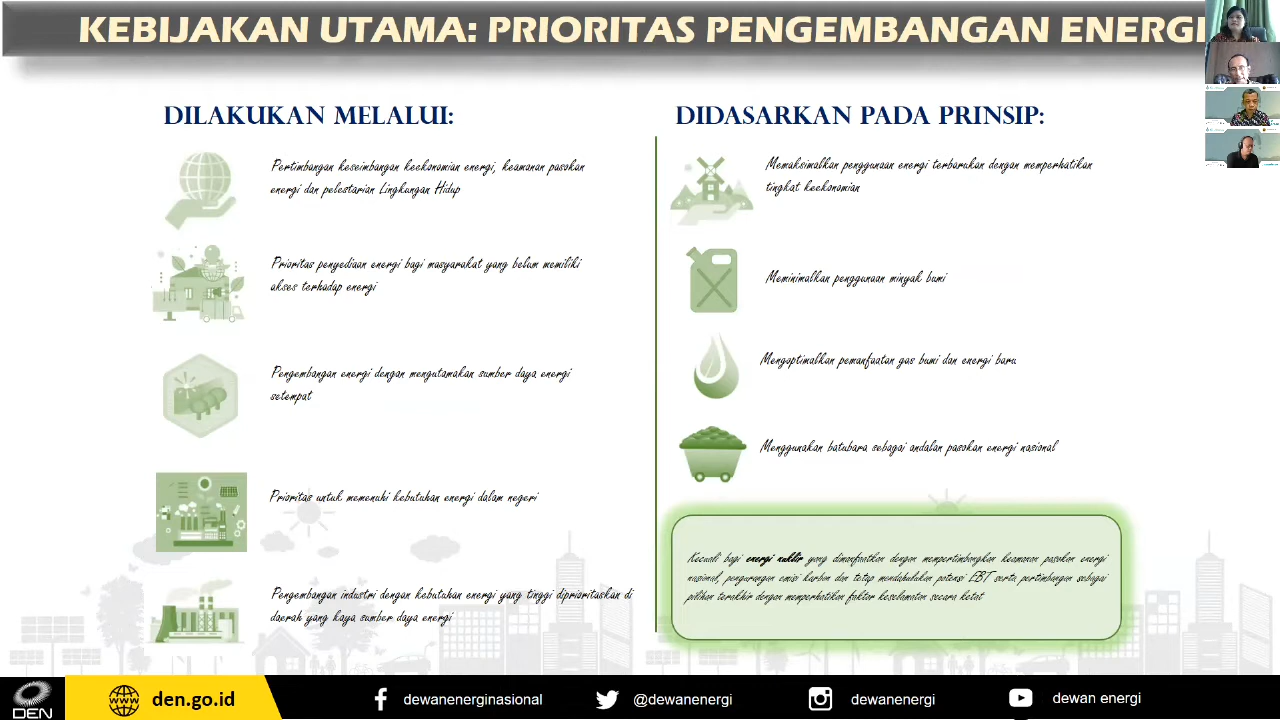 KEBIJAKAN UTAMA: PRIORITAS PENGEMBANGAN ENERGI
DILAKUKAN MELALUI:
Pertimbangan keseimbangan keekonomian energi, keamanan pasokan
energi dan pelestarian Lingkungan Hidup
Prioritas penyediaan energi bagi masyarakat yang belum memiliki
akses terhadap energi
Pengembangan energi dengan mengutamakan sumber daya energi
setempat
Prioritas untuk memenuhi kebutuhan energi dalam negeri
Pengembangan industri dengan kebutuhan energi yang tinggi diprioritaskan di
daerah yang kaya sumber daya energi
DIDASARKAN PADA PRINSIP:
Memaksimalkan penggunaan energi terbarukan dengan memperhatikan
tingkat keekonomian
Meminimalkan penggunaan minyak bumi
Mengoptimalkan pemanfaatan gas bumi dan energi baru
Menggunakan batubara sebagai andalan pasokan energi nasional
Kecuali bagi energi nuklir yang dimanfaatkan dengan mempertimbangkan keamanan pasokan energi
nasional, pengurangan emisi karbon dan tetap mendahulukan potensi EBT serta pertimbangan sebagai
pilihan terakhir dengan memperhatikan faktor keselamatan secara ketat
DEN
WWW
den.go.id
dewanenerginasional
@dewanenergi
dewanenergi
dewan energi